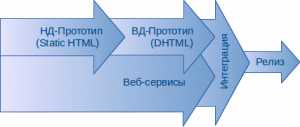 НД-Прототип
(Static HTML)
ВД-Прототип
(DHTML)
Веб-сервисы
Интеграция
Релиз